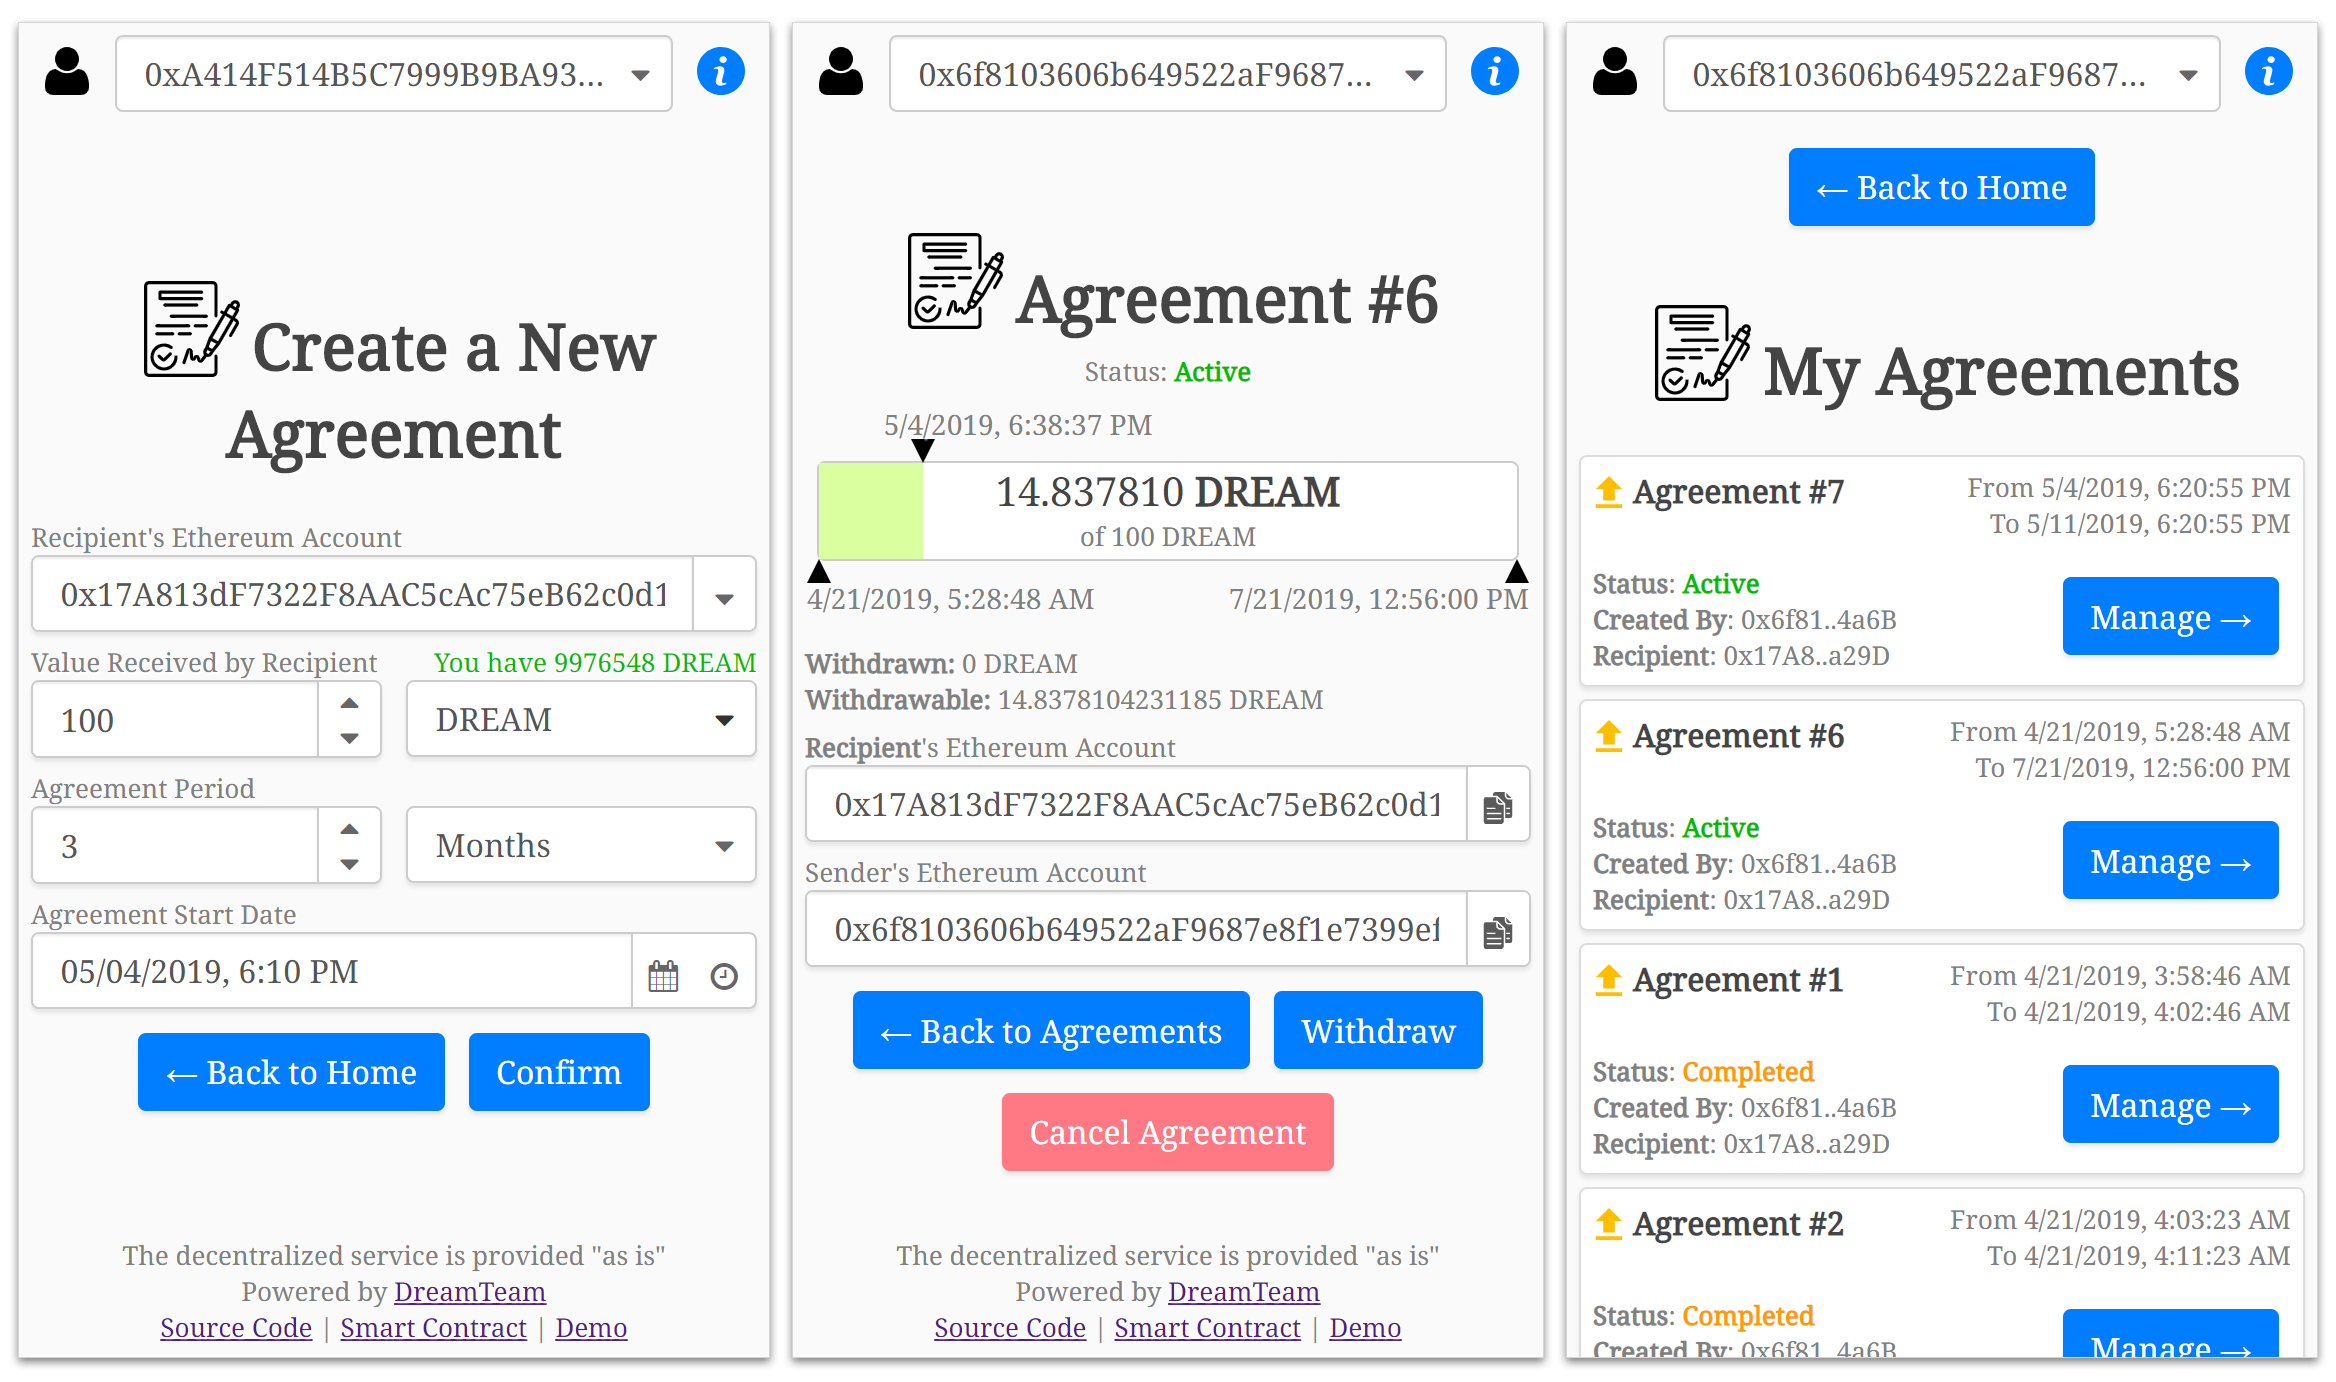 0xA414F514B5C7999B9BA93...
Create a New
Agreement
Recipient's Ethereum Account
0x17A813dF7322F8AAC5cAc75eB62c0d1
Value Received by Recipient
You have 9976548 DREAM
100
DREAM
Agreement Period
3
Months
Agreement Start Date
05/04/2019, 6:10 PM
← Back to Home
Confirm
The decentralized service is provided "as is"
Powered by DreamTeam
Source Code | Smart Contract | Demo
0x6f8103606b649522aF9687...
Agreement #6
Status: Active
5/4/2019, 6:38:37 PM
14.837810 DREAM
of 100 DREAM
4/21/2019, 5:28:48 AM
7/21/2019, 12:56:00 PM
Withdrawn: 0 DREAM
Withdrawable: 14.8378104231185 DREAM
Recipient's Ethereum Account
0x17A813dF7322F8AAC5cAc75eB62c0d1
Sender's Ethereum Account
0x6f8103606b649522aF9687e8f1e7399ef
← Back to Agreements
Withdraw
Cancel Agreement
The decentralized service is provided "as is"
Powered by DreamTeam
Source Code | Smart Contract | Demo
0x6f8103606b649522aF9687...
← Back to Home
My Agreements
Agreement #7
From 5/4/2019, 6:20:55 PM
To 5/11/2019, 6:20:55 PM
Status: Active
Created By: 0x6f81..4a6B
Recipient: 0x17A8..a29D
Manage →
Agreement #6
From 4/21/2019, 5:28:48 AM
To 7/21/2019, 12:56:00 PM
Status: Active
Created By: 0x6f81..4a6B
Recipient: 0x17A8..a29D
Manage →
Agreement #1
From 4/21/2019, 3:58:46 AM
To 4/21/2019, 4:02:46 AM
Status: Completed
Created By: 0x6f81..4a6B
Recipient: 0x17A8..a29D
Manage →
Agreement #2
From 4/21/2019, 4:03:23 AM
To 4/21/2019, 4:11:23 AM
Status: Completed
Created By: 0x6f81..4a6B
Manage →